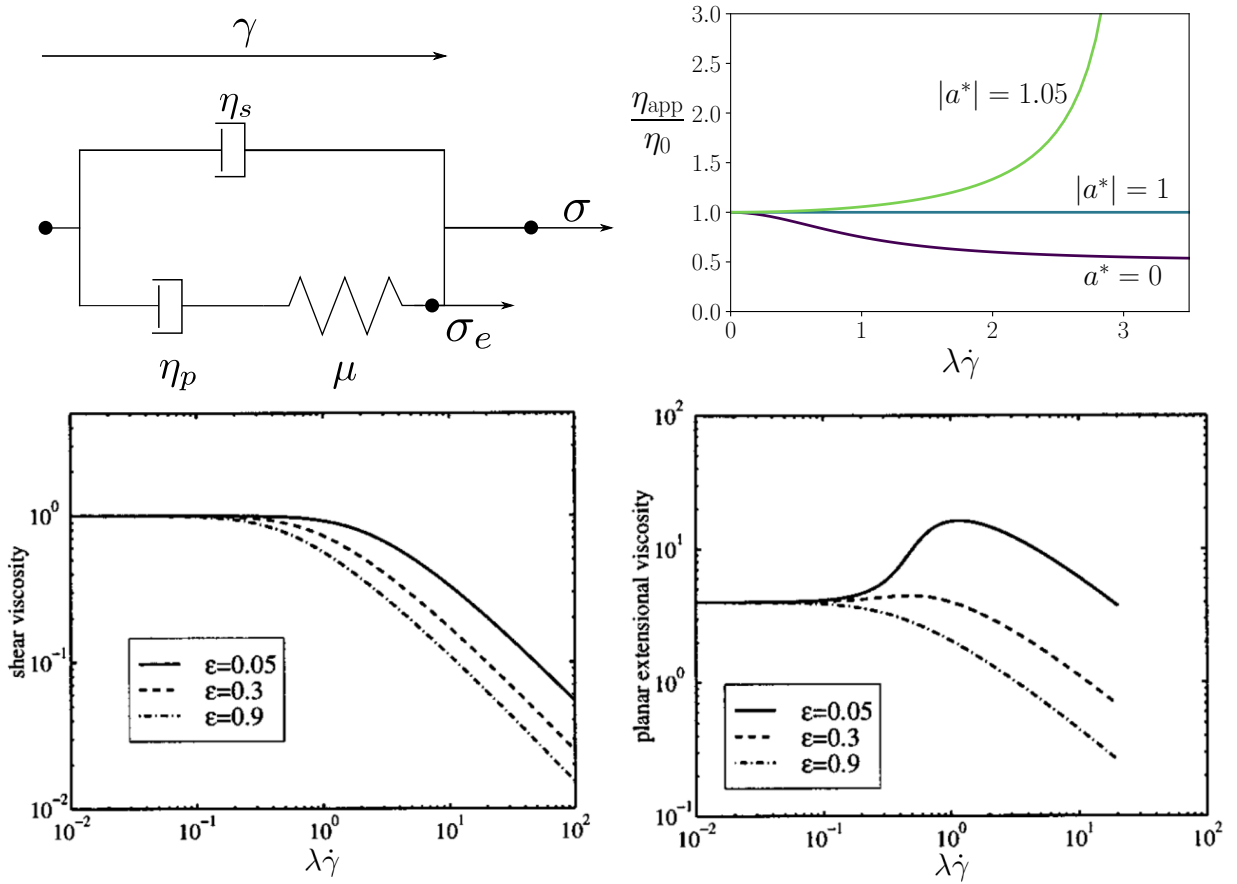 γ
η_s
σ
σ_e
η_p
μ
η_app/η_0
3.0
2.5
2.0
1.5
1.0
0.5
0.0
|a*| = 1.05
|a*| = 1
a* = 0
0
1
2
3
λγ̇
shear viscosity
10^0
10^-1
10^-2
ε=0.05
ε=0.3
ε=0.9
10^-2
10^-1
10^0
10^1
10^2
λγ̇
planar extensional viscosity
10^2
10^1
10^0
10^-1
ε=0.05
ε=0.3
ε=0.9
10^-2
10^-1
10^0
10^1
10^2
λγ̇